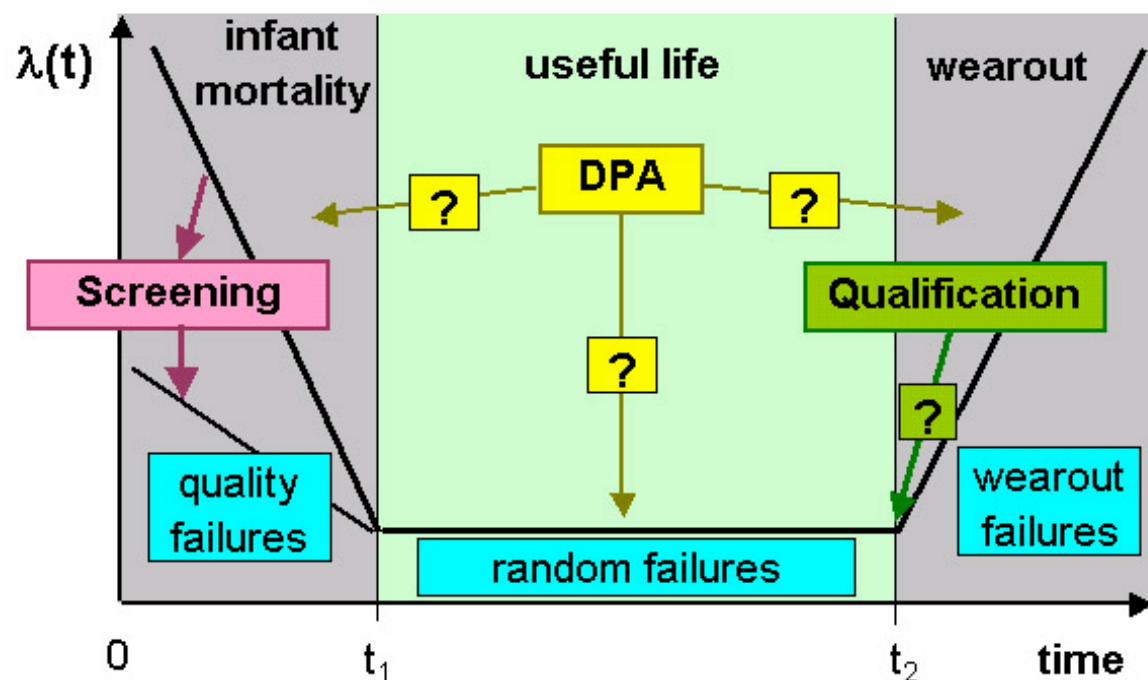 λ(t)
infant
mortality
useful life
wearout
DPA
?
?
Screening
Qualification
?
?
quality
failures
wearout
failures
random failures
0
t₁
t₂
time